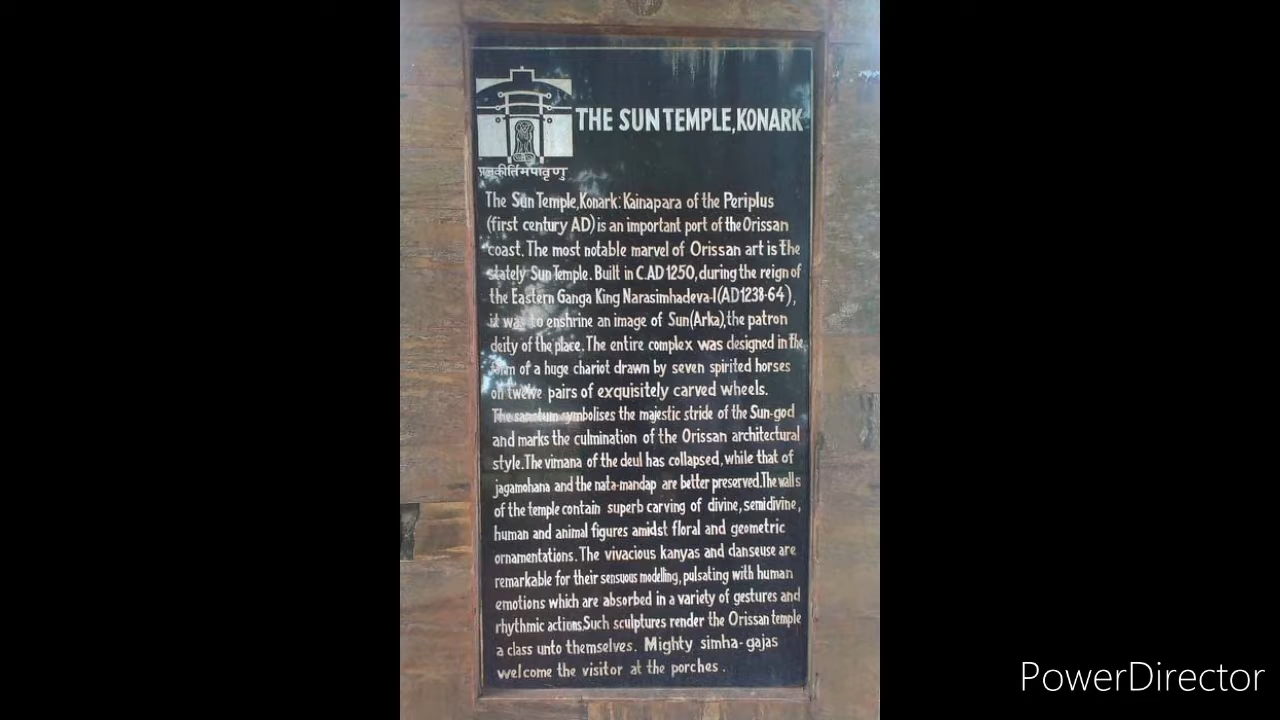 THE SUN TEMPLE, KONARK
प्रत्नकीर्तिमपावृणु
The Sun Temple, Konark: Kainapara of the Periplus
(first century AD) is an important port of the Orissan
coast. The most notable marvel of Orissan art is the
stately Sun Temple. Built in C.AD 1250, during the reign of
the Eastern Ganga King Narasimhadeva-I (AD 1238-64),
it was to enshrine an image of Sun (Arka), the patron
deity of the place. The entire complex was designed in the
form of a huge chariot drawn by seven spirited horses
on twelve pairs of exquisitely carved wheels.
The sanctum symbolises the majestic stride of the Sun-god
and marks the culmination of the Orissan architectural
style. The vimana of the deul has collapsed, while that of
jagamohana and the nata-mandap are better preserved. The walls
of the temple contain superb carving of divine, semidivine,
human and animal figures amidst floral and geometric
ornamentations. The vivacious kanyas and danseuse are
remarkable for their sensuous modelling, pulsating with human
emotions which are absorbed in a variety of gestures and
rhythmic actions. Such sculptures render the Orissan temple
a class unto themselves. Mighty simha-gajas
welcome the visitor at the porches.
PowerDirector